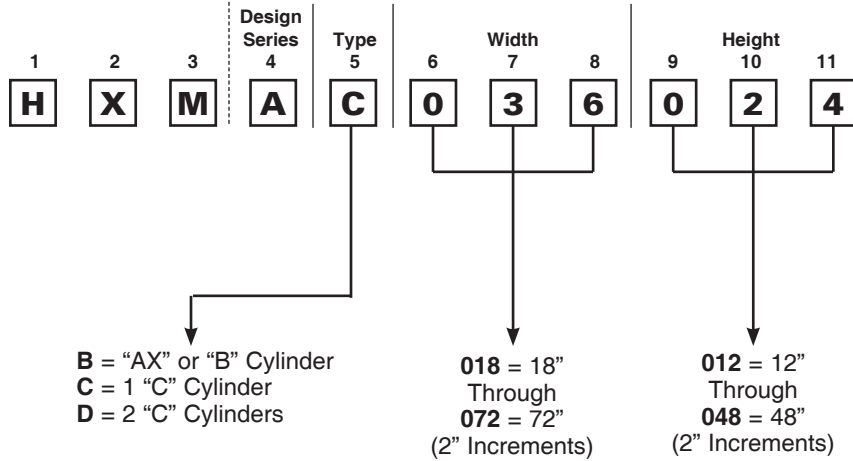 Design
Series Type Width Height
1 2 3 4 5 6 7 8 9 10 11
H X M A C 0 3 6 0 2 4
B = “AX” or “B” Cylinder
C = 1 “C” Cylinder
D = 2 “C” Cylinders
018 = 18”
Through
072 = 72”
(2” Increments)
012 = 12”
Through
048 = 48”
(2” Increments)